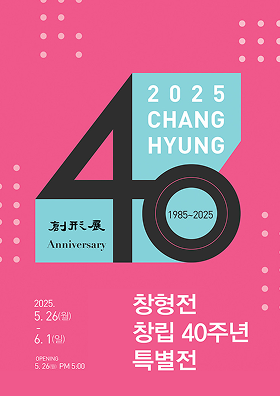 2025
CHANG
HYUNG
40
1985~2025
創形展
Anniversary
2025.
5. 26(월)
-
6. 1(일)
OPENING
5. 26(월) PM 5:00
창형전
창립 40주년
특별전